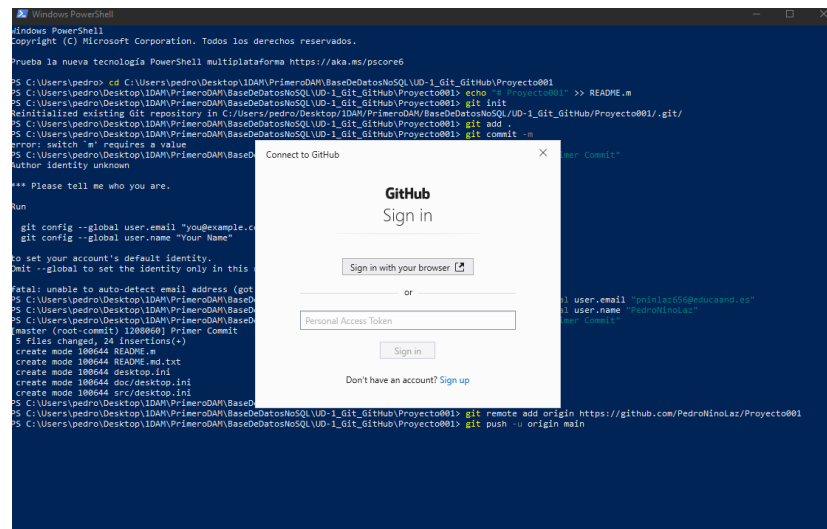 Windows PowerShell
Windows PowerShell
Copyright (C) Microsoft Corporation. Todos los derechos reservados.
Prueba la nueva tecnología PowerShell multiplataforma https://aka.ms/pscore6
PS C:\Users\pedro> cd C:\Users\pedro\Desktop\1DAM\PrimeroDAM\BaseDeDatosNoSQL\UD-1_Git_GitHub\Proyecto001
PS C:\Users\pedro\Desktop\1DAM\PrimeroDAM\BaseDeDatosNoSQL\UD-1_Git_GitHub\Proyecto001> echo "# Proyecto001" >> README.m
PS C:\Users\pedro\Desktop\1DAM\PrimeroDAM\BaseDeDatosNoSQL\UD-1_Git_GitHub\Proyecto001> git init
Reinitialized existing Git repository in C:/Users/pedro/Desktop/1DAM/PrimeroDAM/BaseDeDatosNoSQL/UD-1_Git_GitHub/Proyecto001/.git/
PS C:\Users\pedro\Desktop\1DAM\PrimeroDAM\BaseDeDatosNoSQL\UD-1_Git_GitHub\Proyecto001> git add .
PS C:\Users\pedro\Desktop\1DAM\PrimeroDAM\BaseDeDatosNoSQL\UD-1_Git_GitHub\Proyecto001> git commit -m
error: switch `m' requires a value
PS C:\Users\pedro\Desktop\1DAM\PrimeroDAM\BaseD imer Commit"
Author identity unknown
*** Please tell me who you are.
Run
git config --global user.email "you@example.c
git config --global user.name "Your Name"
to set your account's default identity.
Omit --global to set the identity only in this
fatal: unable to auto-detect email address (got
PS C:\Users\pedro\Desktop\1DAM\PrimeroDAM\BaseD al user.email "pninlaz656@educaand.es"
PS C:\Users\pedro\Desktop\1DAM\PrimeroDAM\BaseD al user.name "PedroNinoLaz"
PS C:\Users\pedro\Desktop\1DAM\PrimeroDAM\BaseD imer Commit"
[master (root-commit) 1208060] Primer Commit
5 files changed, 24 insertions(+)
create mode 100644 README.m
create mode 100644 README.md.txt
create mode 100644 desktop.ini
create mode 100644 doc/desktop.ini
create mode 100644 src/desktop.ini
PS C:\Users\pedro\Desktop\1DAM\PrimeroDAM\BaseD
PS C:\Users\pedro\Desktop\1DAM\PrimeroDAM\BaseDeDatosNoSQL\UD-1_Git_GitHub\Proyecto001> git remote add origin https://github.com/PedroNinoLaz/Proyecto001
PS C:\Users\pedro\Desktop\1DAM\PrimeroDAM\BaseDeDatosNoSQL\UD-1_Git_GitHub\Proyecto001> git push -u origin main
Connect to GitHub
GitHub
Sign in
Sign in with your browser
or
Personal Access Token
Sign in
Don't have an account? Sign up